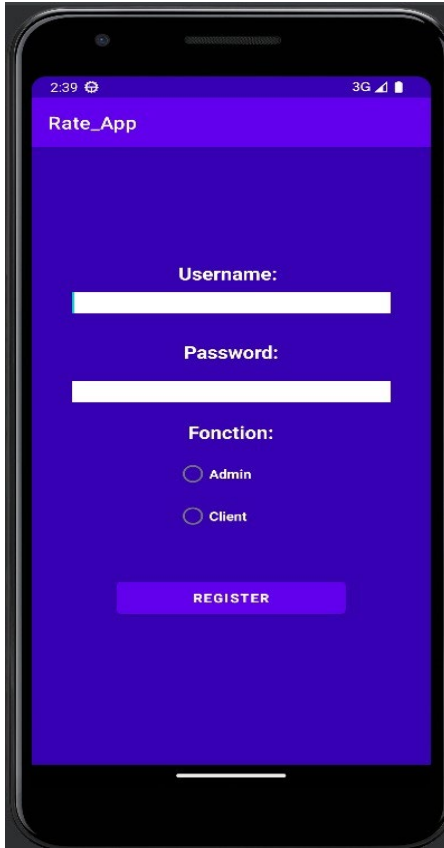 2:39 3G
Rate_App
Username:
Password:
Fonction:
Admin
Client
REGISTER